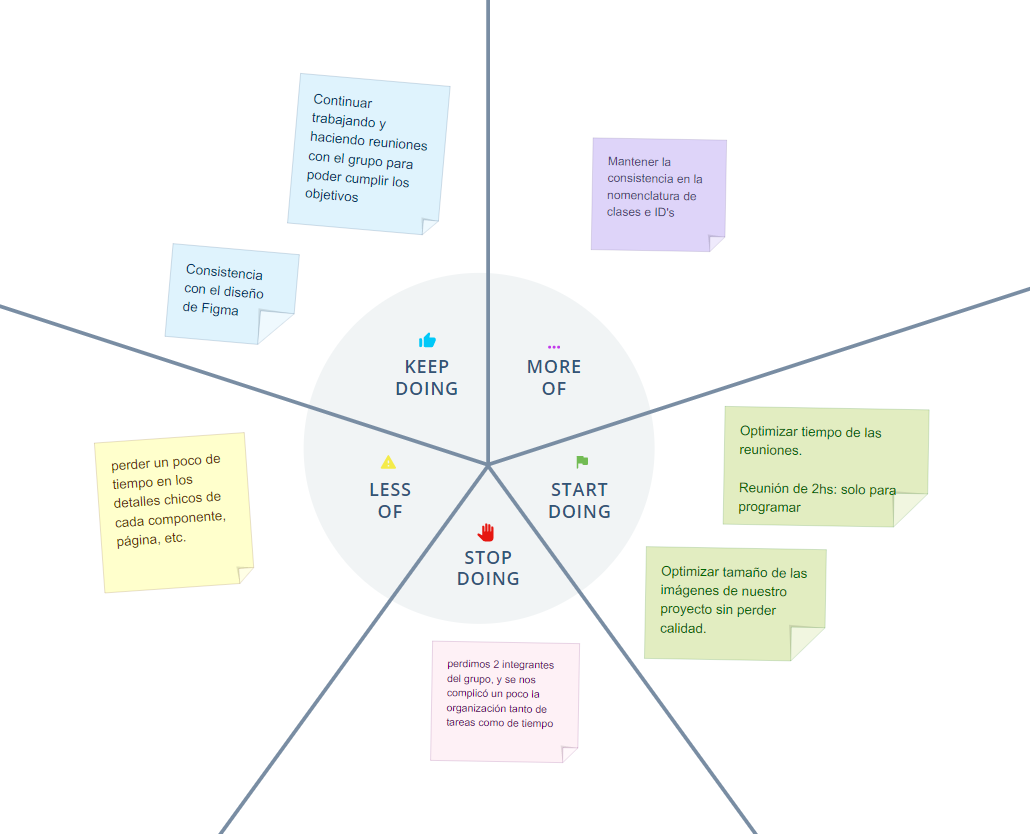 Continuar
trabajando y
haciendo reuniones
con el grupo para
poder cumplir los
objetivos
Mantener la
consistencia en la
nomenclatura de
clases e ID's
Consistencia
con el diseño
de Figma
KEEP
DOING
MORE
OF
perder un poco de
tiempo en los
detalles chicos de
cada componente,
página, etc.
LESS
OF
START
DOING
STOP
DOING
Optimizar tiempo de las
reuniones.
Reunión de 2hs: solo para
programar
Optimizar tamaño de las
imágenes de nuestro
proyecto sin perder
calidad.
perdimos 2 integrantes
del grupo, y se nos
complicó un poco la
organización tanto de
tareas como de tiempo